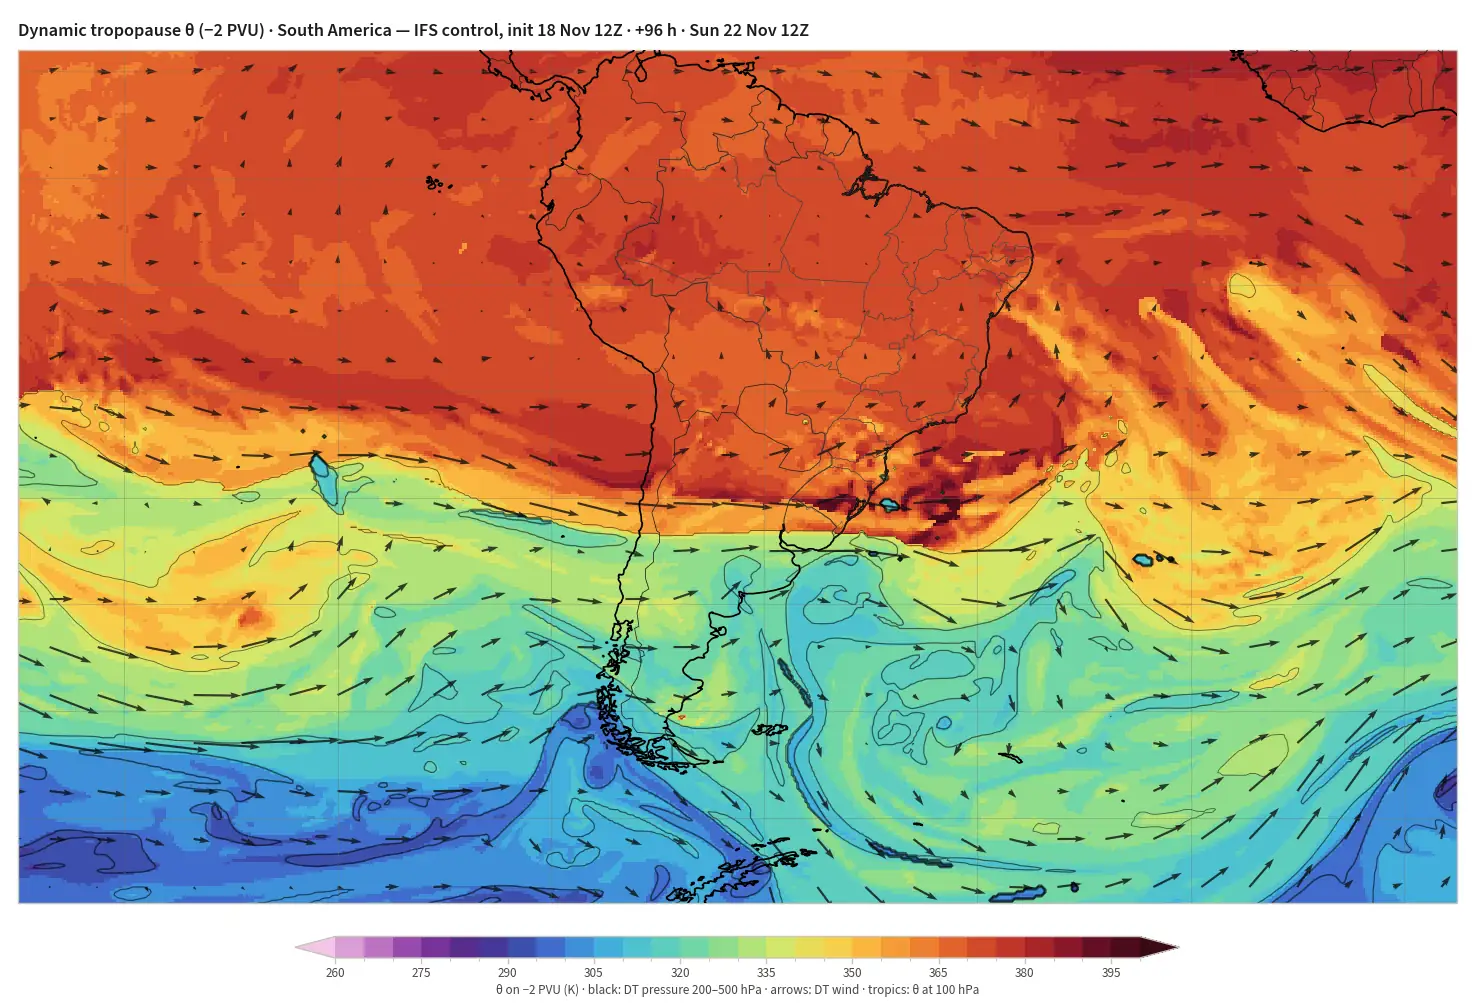 Dynamic tropopause θ (−2 PVU) · South America — IFS control, init 18 Nov 12Z · +96 h · Sun 22 Nov 12Z
260 275 290 305 320 335 350 365 380 395
θ on −2 PVU (K) · black: DT pressure 200–500 hPa · arrows: DT wind · tropics: θ at 100 hPa